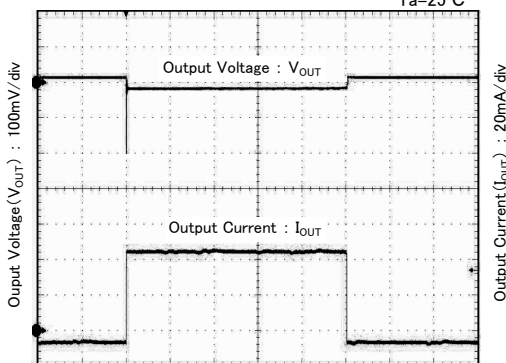 Ta=25℃
Ouput Voltage(VOUT) : 100mV/div
Output Voltage : VOUT
Output Current : IOUT
Output Current(IOUT) : 20mA/div